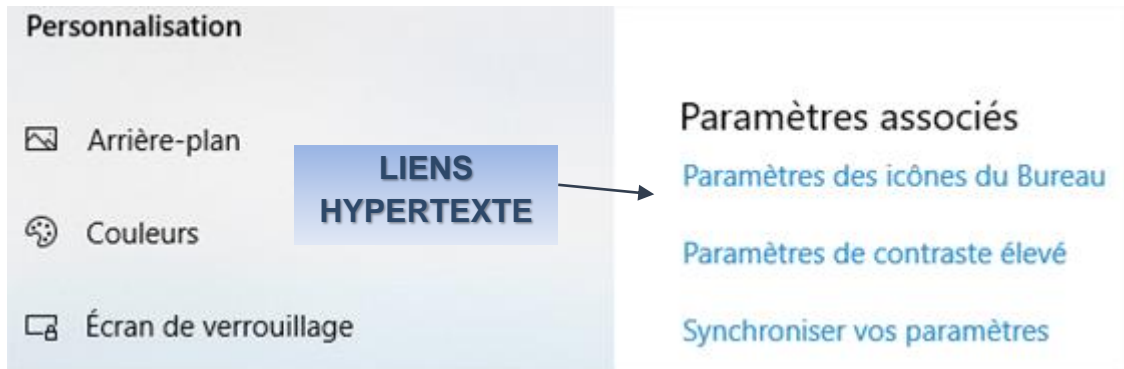 Personnalisation
Arrière-plan
Couleurs
Écran de verrouillage
LIENS
HYPERTEXTE
Paramètres associés
Paramètres des icônes du Bureau
Paramètres de contraste élevé
Synchroniser vos paramètres